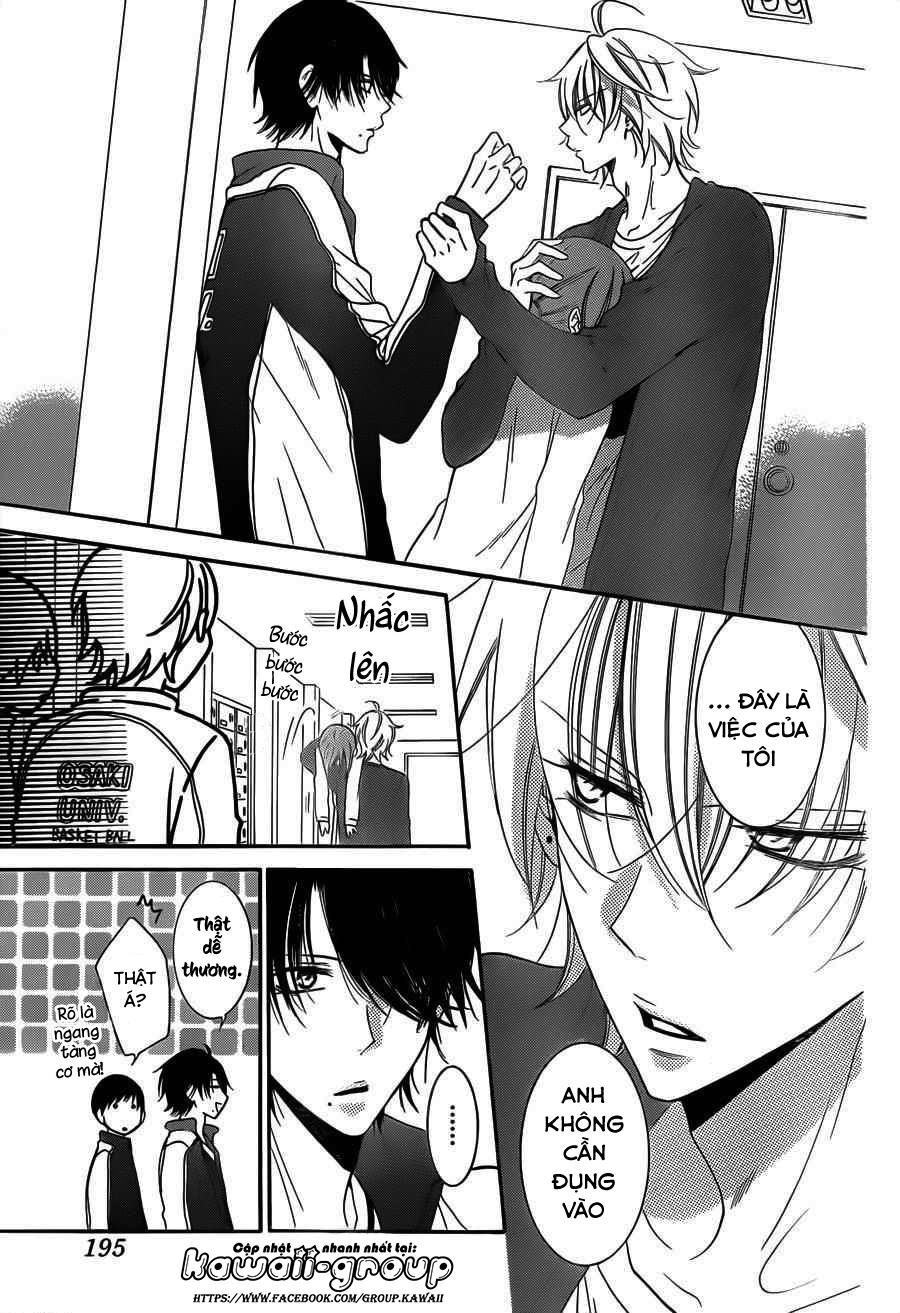 ... ĐÂY LÀ
VIỆC CỦA
TÔI
ANH
KHÔNG
CẦN
ĐỤNG
VÀO
Nhấc
lên
Bước
bước
bước
OSAKI
UNIV.
BASKET BALL
.......
Thật
dễ
thương.
THẬT
Á?
Rõ là
ngang
tàng
cơ mà!
195
Cập nhật nhanh nhất tại:
kawaii-group
HTTPS://WWW.FACEBOOK.COM/GROUP.KAWAII